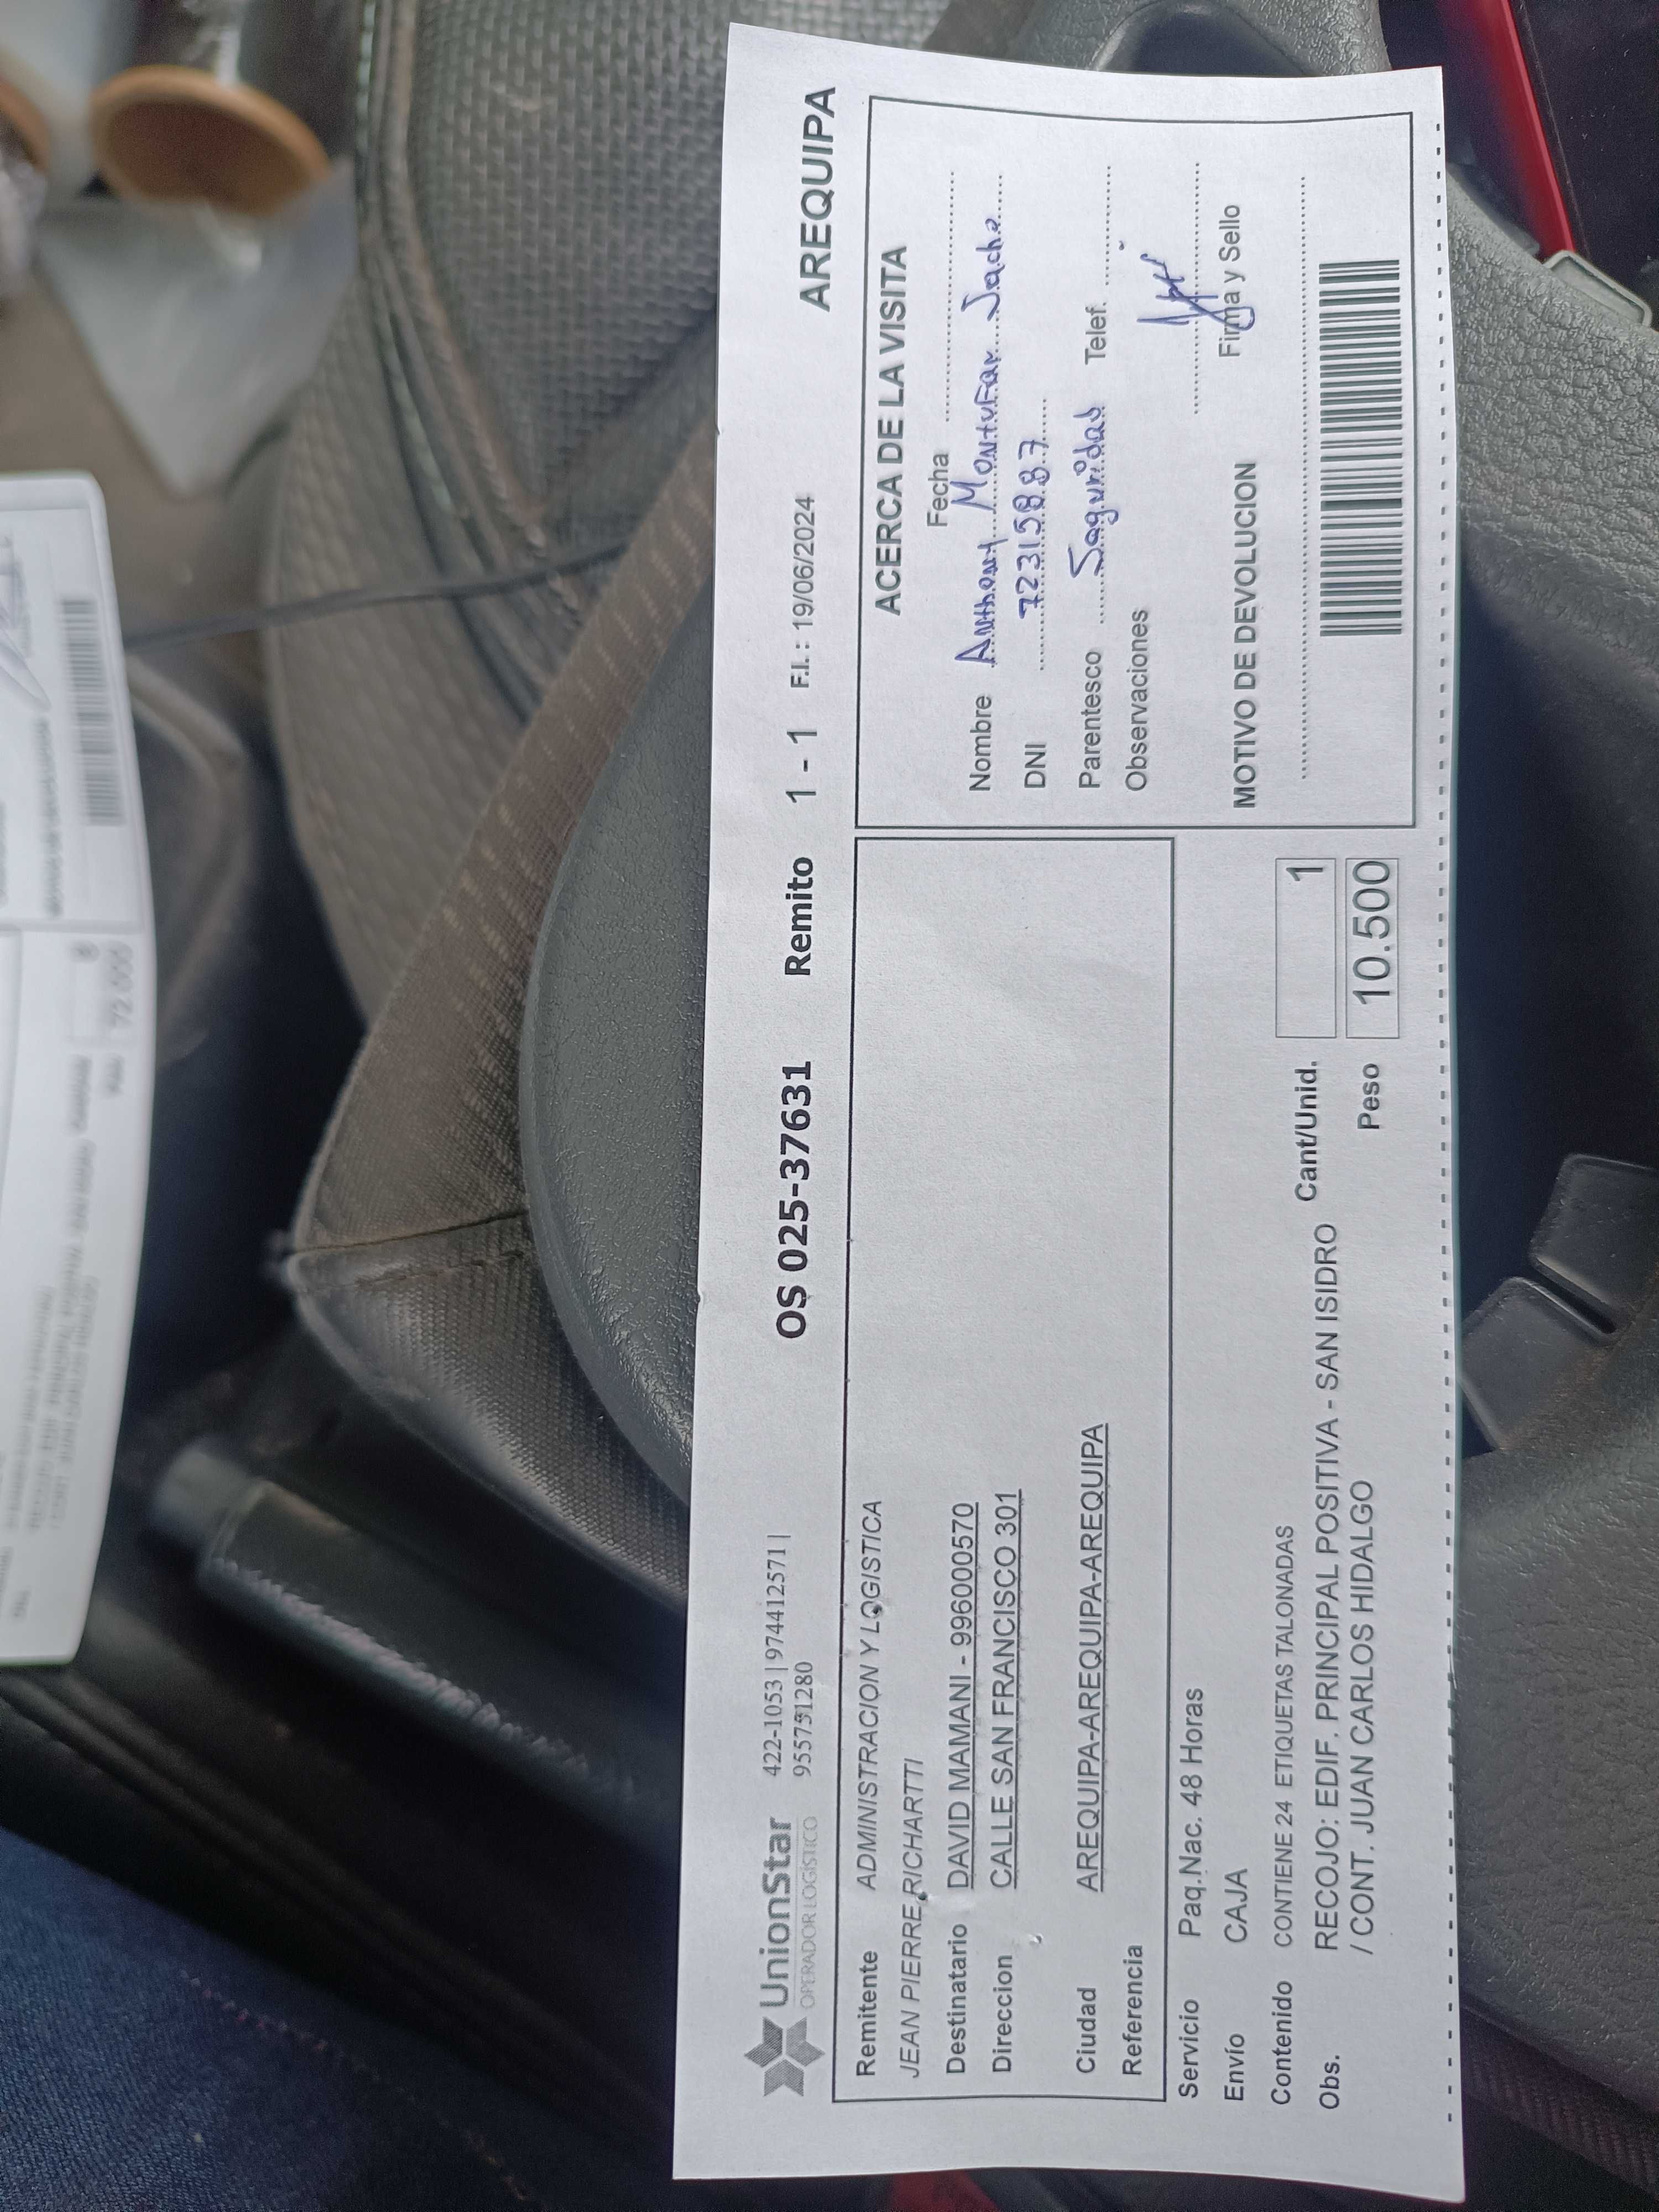 UnionStar
OPERADOR LOGÍSTICO
422-1053 | 974412571 |
955751280
OS 025-37631 Remito 1 - 1 F.I.: 19/06/2024 AREQUIPA
Remitente ADMINISTRACION Y LOGISTICA
JEAN PIERRE RICHARTTI
Destinatario DAVID MAMANI - 996000570
Direccion CALLE SAN FRANCISCO 301
Ciudad AREQUIPA-AREQUIPA-AREQUIPA
Referencia
Servicio Paq.Nac. 48 Horas
Envío CAJA
Contenido CONTIENE 24 ETIQUETAS TALONADAS
Obs. RECOJO: EDIF. PRINCIPAL POSITIVA - SAN ISIDRO
/ CONT. JUAN CARLOS HIDALGO
Cant/Unid. 1
Peso 10.500
ACERCA DE LA VISITA
Fecha
Nombre Anthony Montufar
DNI 72315887
Parentesco Seguridad Telef.
Observaciones
Firma y Sello
MOTIVO DE DEVOLUCION
72.000